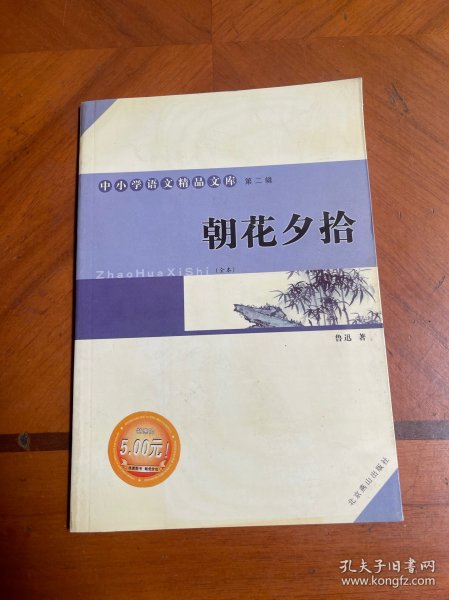 中小学语文精品文库 第二辑
朝花夕拾
ZhaoHuaXiShi
(全本)
鲁迅 著
5.00元!
北京燕山出版社
孔夫子旧书网
www.kongfz.com